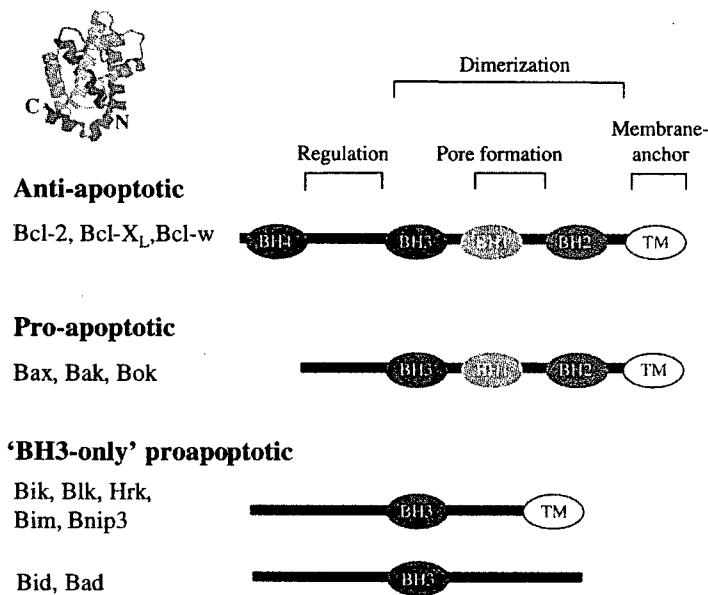 Dimerization
C
N
Regulation
Pore formation
Membrane-
anchor
Anti-apoptotic
Bcl-2, Bcl-XL,Bcl-w
BH4
BH3
BH1
BH2
TM
Pro-apoptotic
Bax, Bak, Bok
BH3
BH1
BH2
TM
‘BH3-only’ proapoptotic
Bik, Blk, Hrk,
Bim, Bnip3
BH3
TM
Bid, Bad
BH3